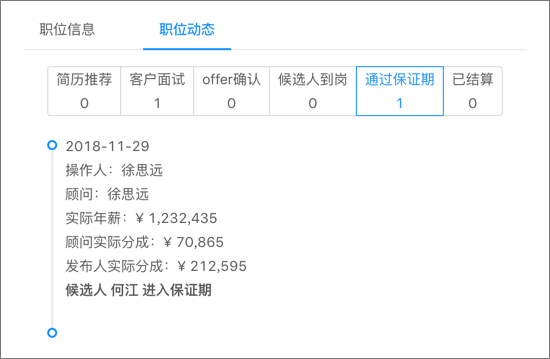 职位信息 职位动态
简历推荐 客户面试 offer确认 候选人到岗 通过保证期 已结算
0 1 0 0 1 0
2018-11-29
操作人：徐思远
顾问：徐思远
实际年薪：¥ 1,232,435
顾问实际分成：¥ 70,865
发布人实际分成：¥ 212,595
候选人 何江 进入保证期